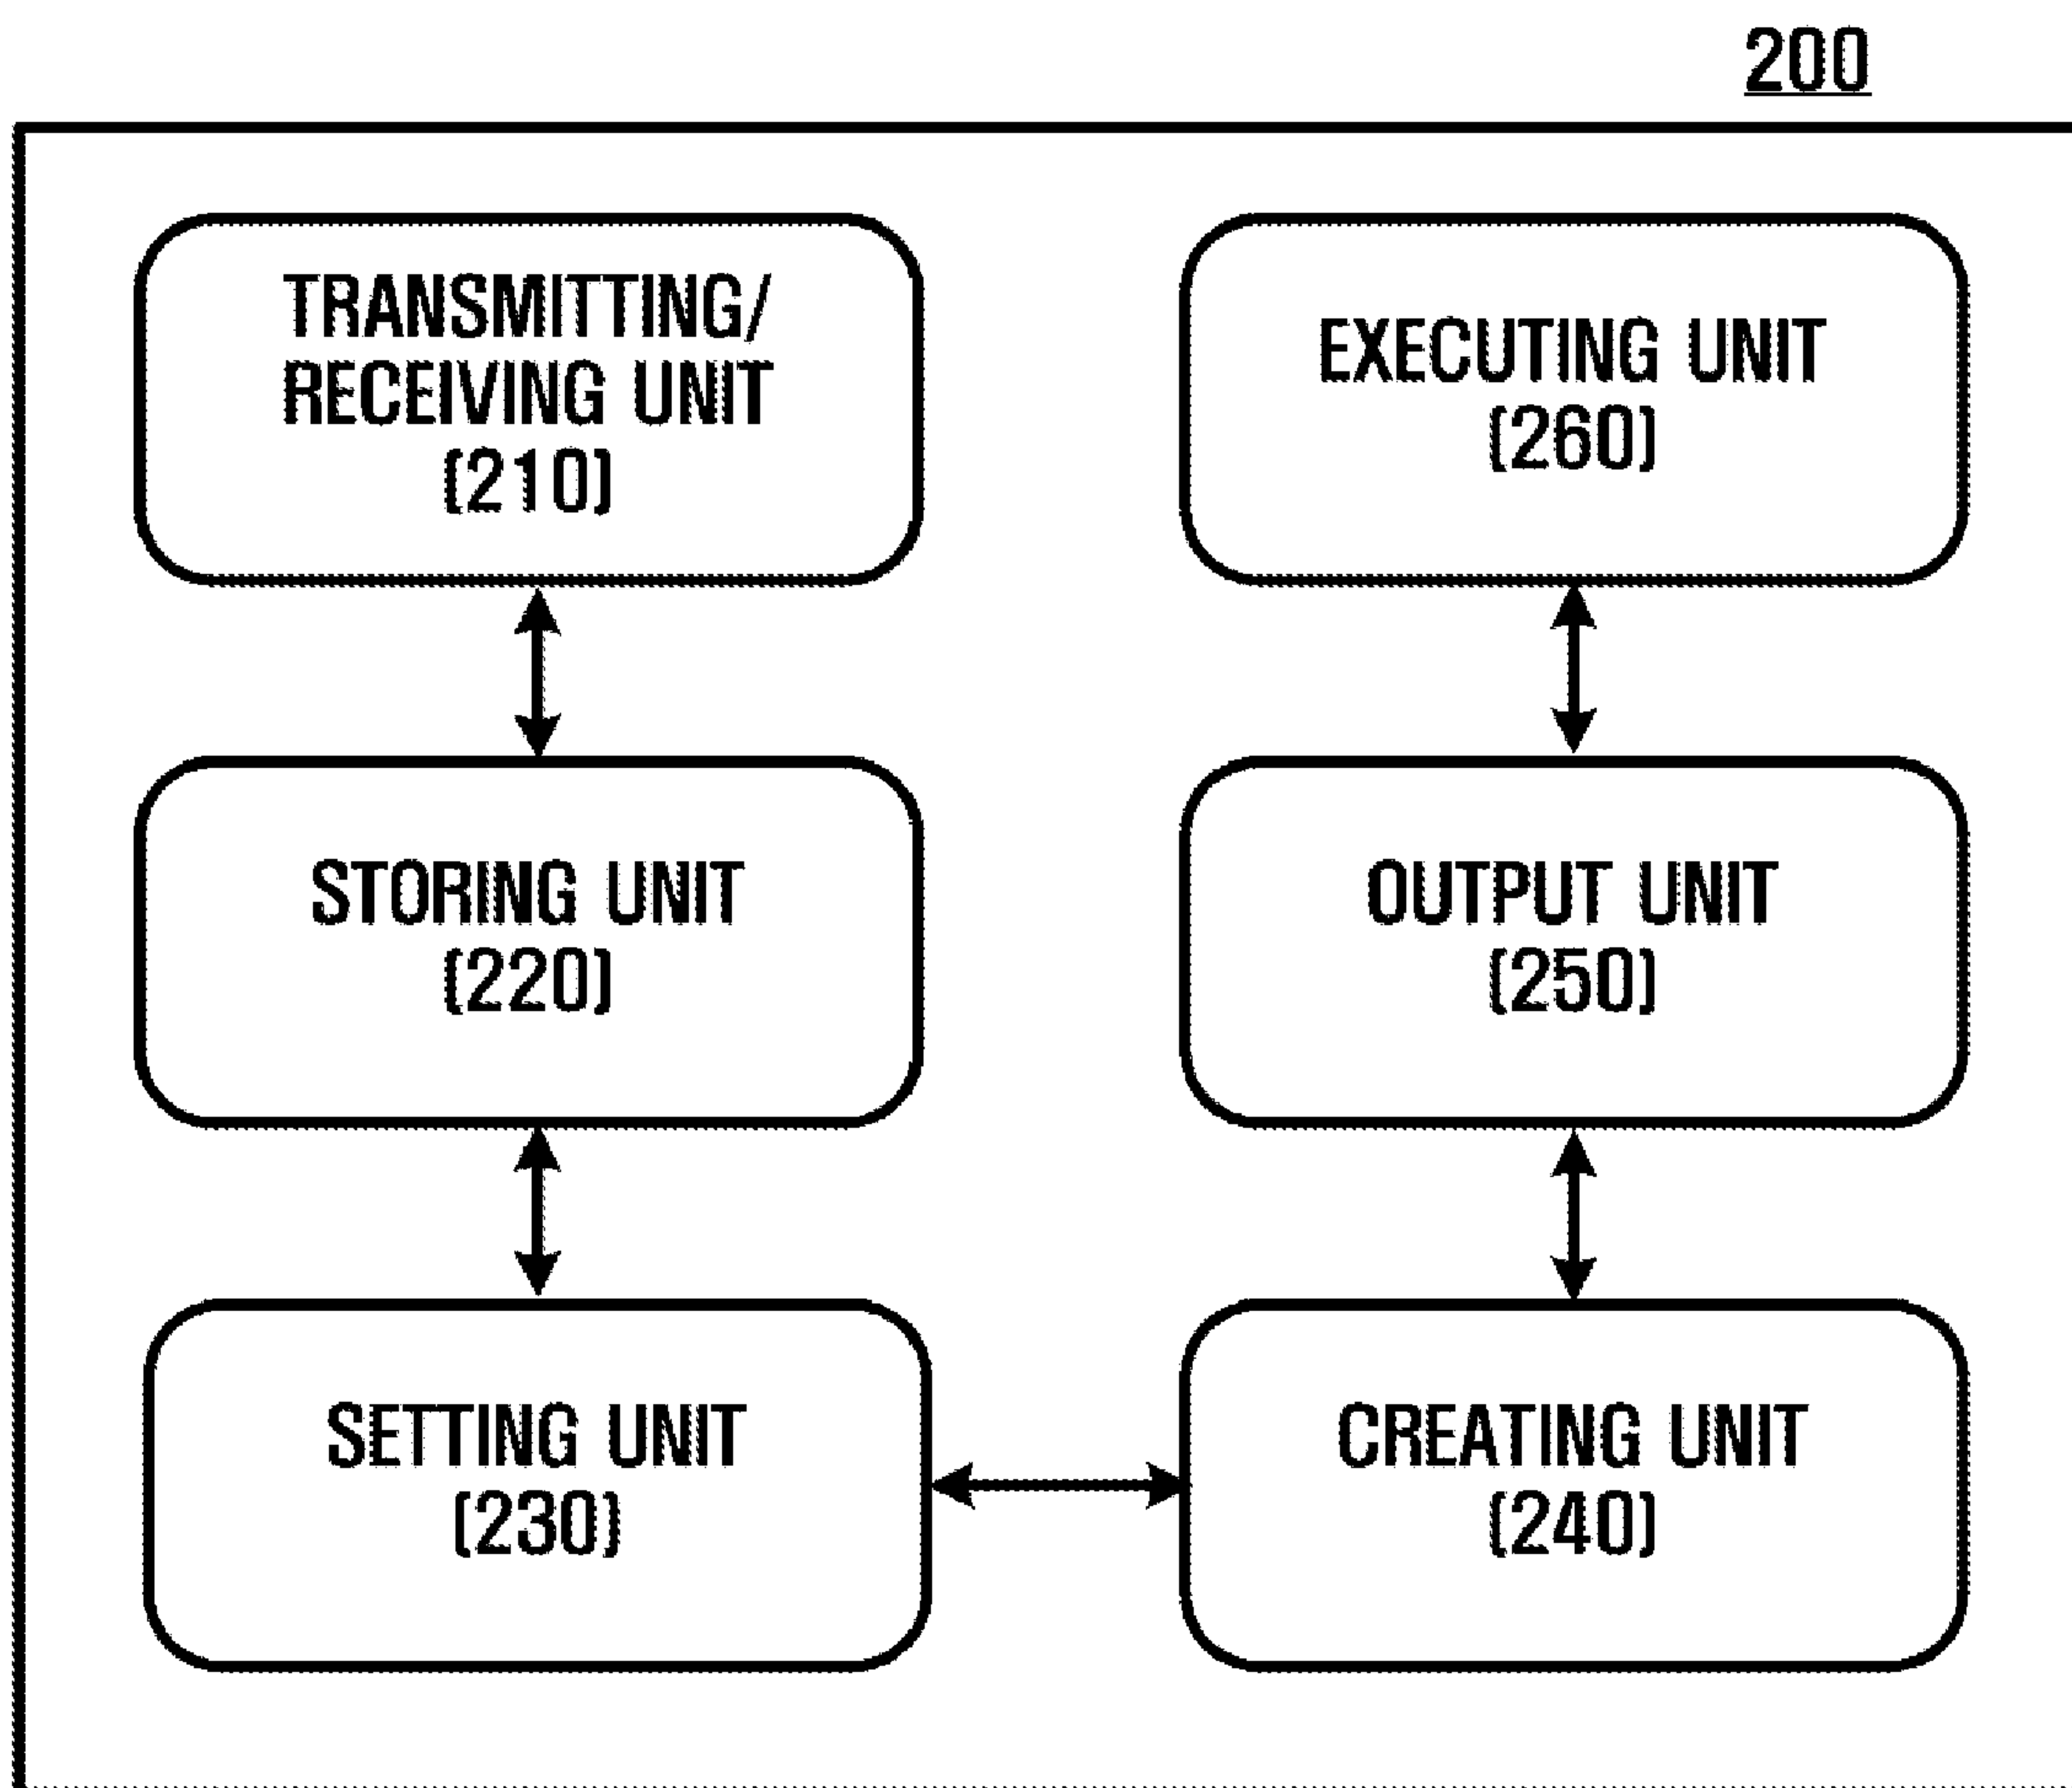 200
TRANSMITTING/
RECEIVING UNIT
(210)
EXECUTING UNIT
(260)
STORING UNIT
(220)
OUTPUT UNIT
(250)
SETTING UNIT
(230)
CREATING UNIT
(240)